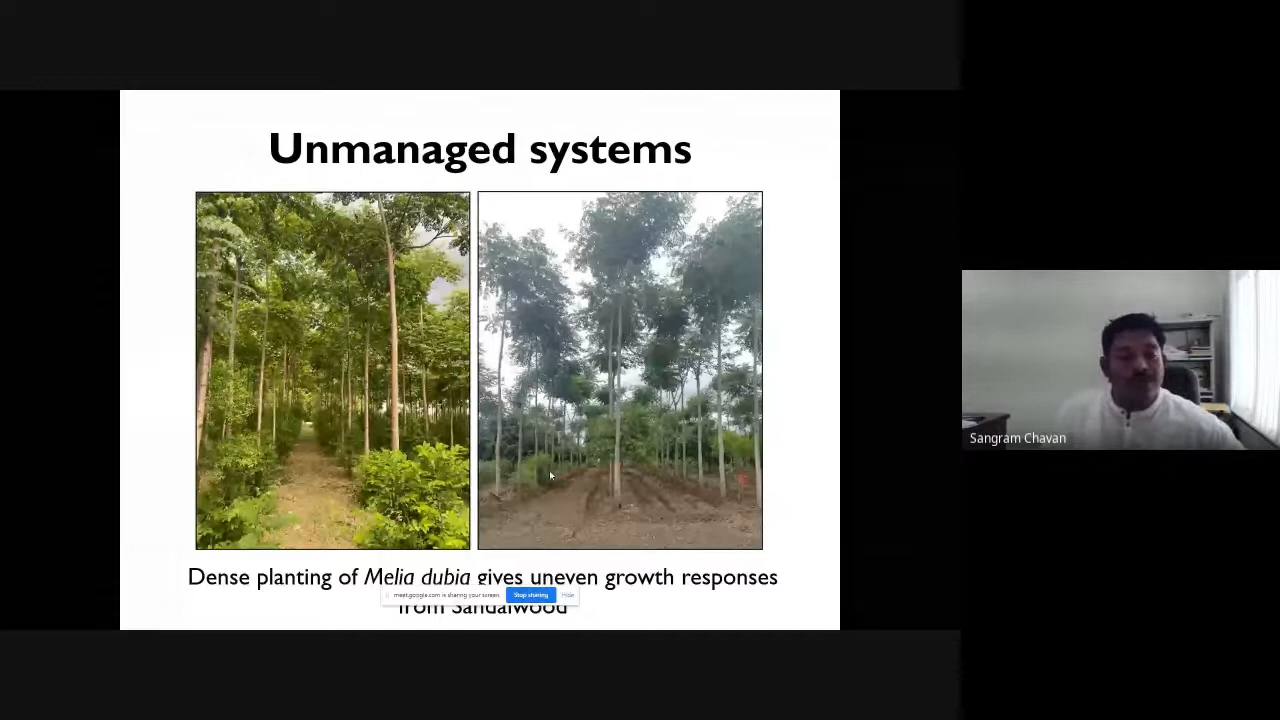 Unmanaged systems
Dense planting of Melia dubia gives uneven growth responses
from Sandalwood
meet.google.com is sharing your screen. Stop sharing Hide
Sangram Chavan